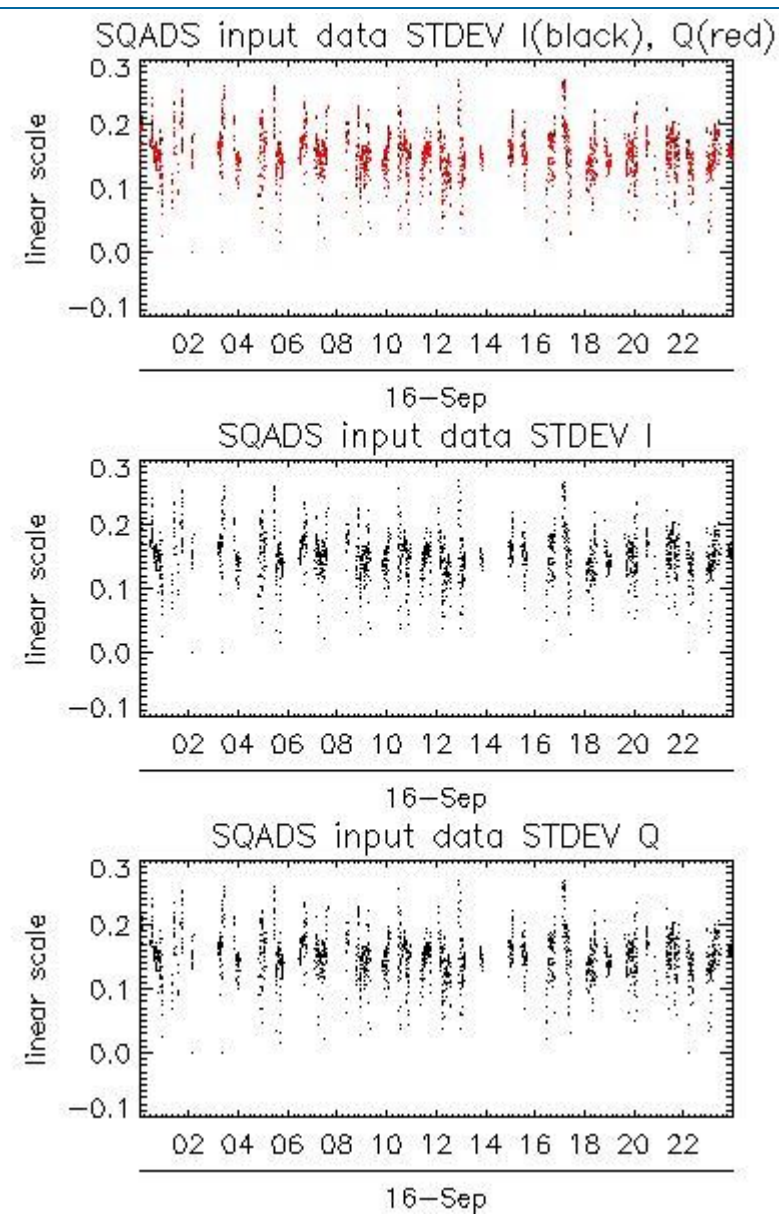 SQADS input data STDEV I(black), Q(red)
0.3
0.2
0.1
0.0
−0.1
linear scale
02 04 06 08 10 12 14 16 18 20 22
16−Sep
SQADS input data STDEV I
0.3
0.2
0.1
0.0
−0.1
linear scale
02 04 06 08 10 12 14 16 18 20 22
16−Sep
SQADS input data STDEV Q
0.3
0.2
0.1
0.0
−0.1
linear scale
02 04 06 08 10 12 14 16 18 20 22
16−Sep